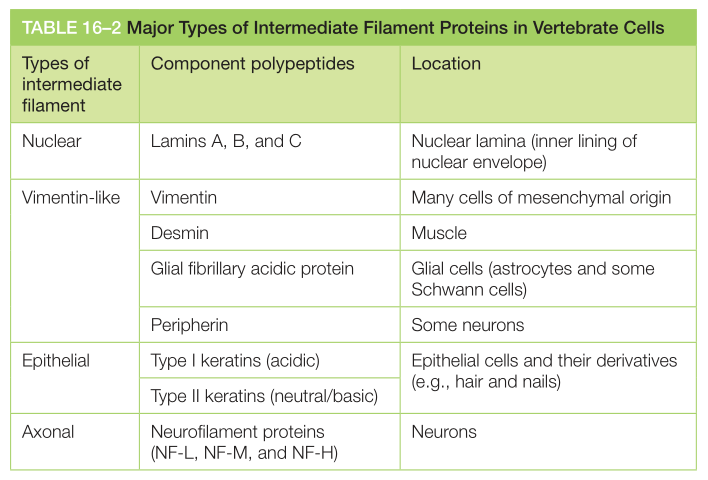 TABLE 16–2 Major Types of Intermediate Filament Proteins in Vertebrate Cells
Types of
intermediate
filament
Component polypeptides
Location
Nuclear
Lamins A, B, and C
Nuclear lamina (inner lining of
nuclear envelope)
Vimentin-like
Vimentin
Many cells of mesenchymal origin
Desmin
Muscle
Glial fibrillary acidic protein
Glial cells (astrocytes and some
Schwann cells)
Peripherin
Some neurons
Epithelial
Type I keratins (acidic)
Type II keratins (neutral/basic)
Epithelial cells and their derivatives
(e.g., hair and nails)
Axonal
Neurofilament proteins
(NF-L, NF-M, and NF-H)
Neurons